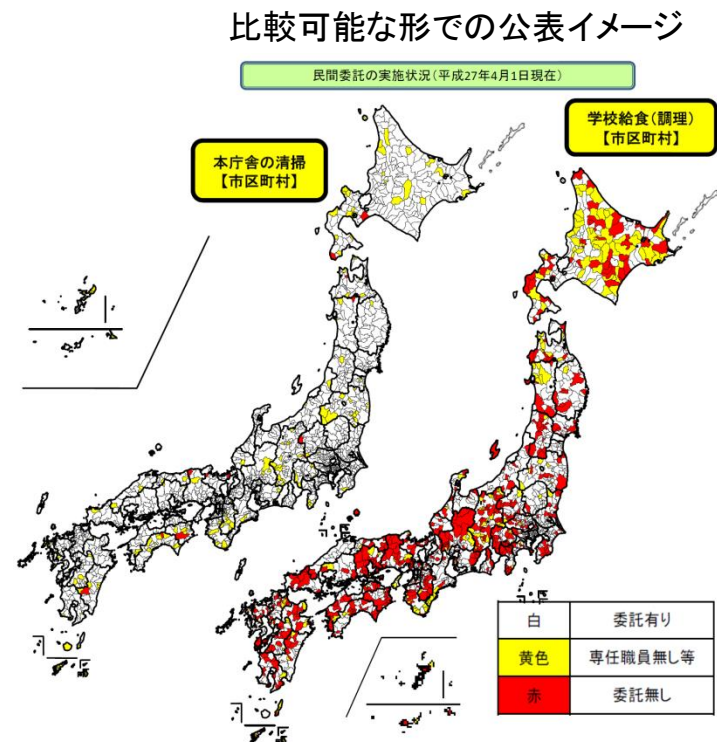 比較可能な形での公表イメージ
民間委託の実施状況(平成27年4月1日現在)
本庁舎の清掃
【市区町村】
学校給食(調理)
【市区町村】
白 委託有り
黄色 専任職員無し等
赤 委託無し